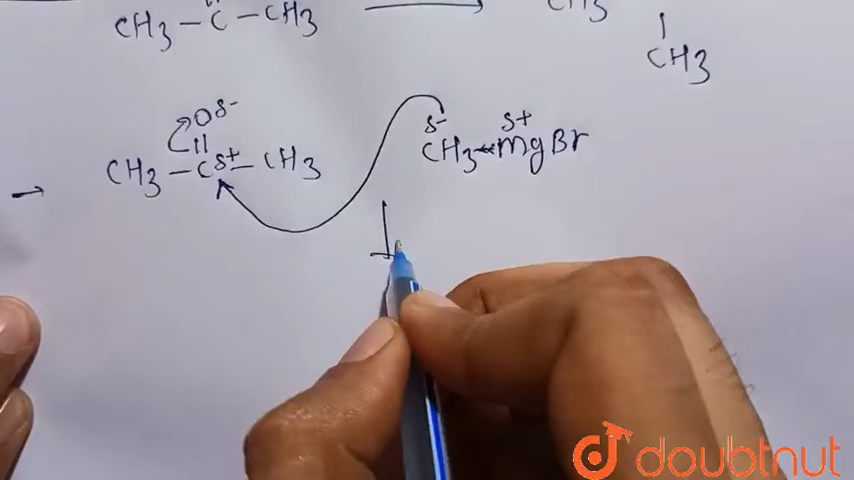 CH3 – C – CH3 → CH3
CH3
Oδ-
||
CH3 – Cδ+ – CH3
δ- δ+
CH3 – MgBr
doubtnut